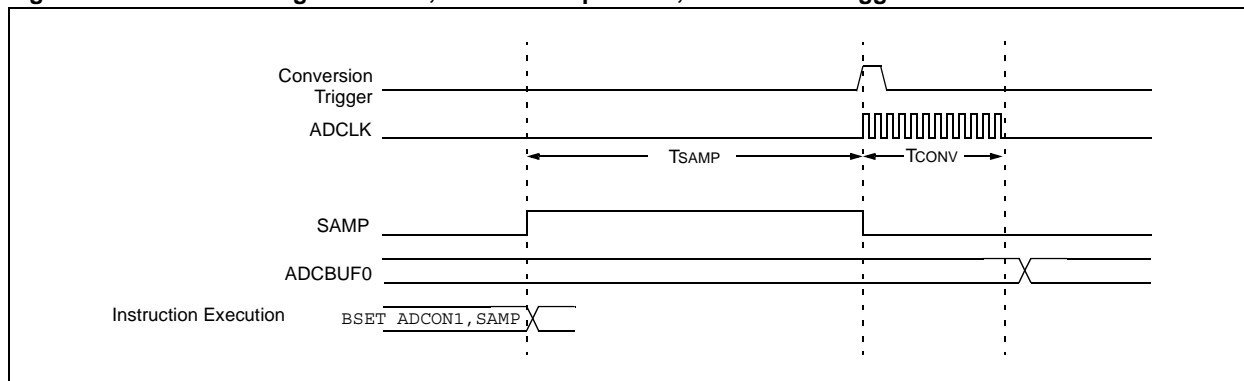 Conversion
Trigger
ADCLK
TSAMP
TCONV
SAMP
ADCBUF0
Instruction Execution
BSET ADCON1,SAMP